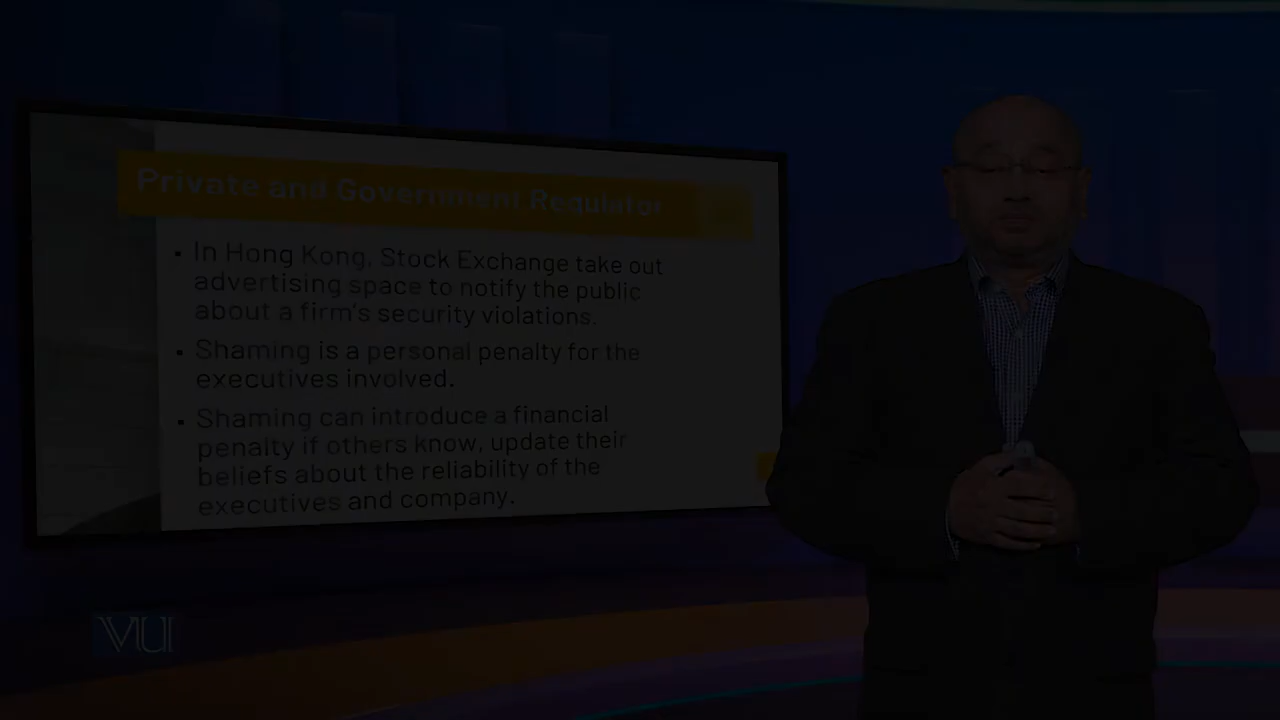 Private and Government Regulator
In Hong Kong, Stock Exchange take out
advertising space to notify the public
about a firm's security violations.
Shaming is a personal penalty for the
executives involved.
Shaming can introduce a financial
penalty if others know, update their
beliefs about the reliability of the
executives and company.
VU